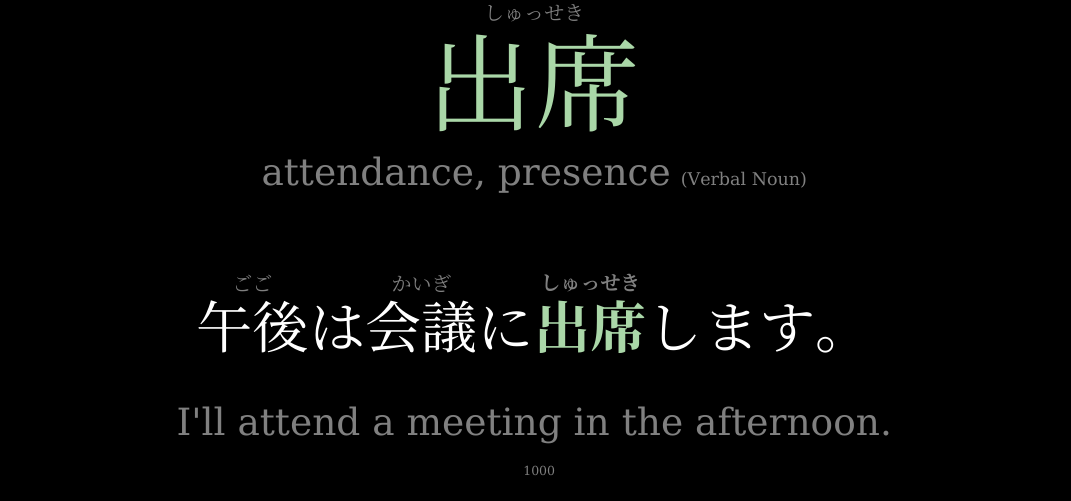 しゅっせき
出席
attendance, presence (Verbal Noun)
ごご かいぎ しゅっせき
午後は会議に出席します。
I'll attend a meeting in the afternoon.
1000